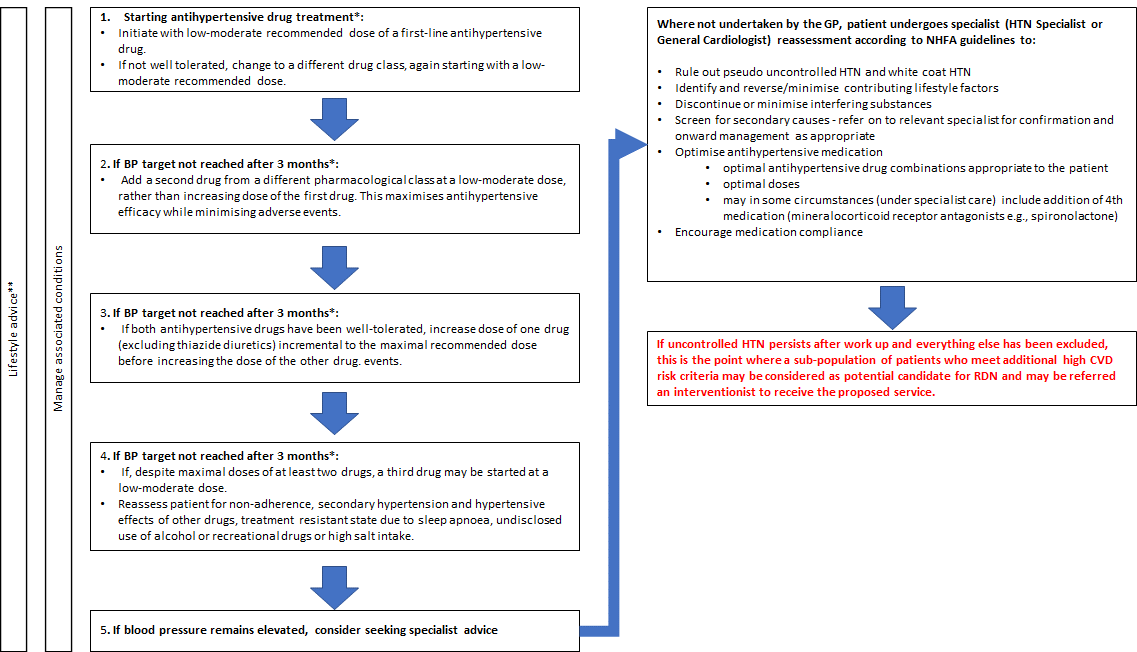 Lifestyle advice**
Manage associated conditions
1. Starting antihypertensive drug treatment*:
• Initiate with low-moderate recommended dose of a first-line antihypertensive
drug.
• If not well tolerated, change to a different drug class, again starting with a low-
moderate recommended dose.
2. If BP target not reached after 3 months*:
• Add a second drug from a different pharmacological class at a low-moderate dose,
rather than increasing dose of the first drug. This maximises antihypertensive
efficacy while minimising adverse events.
3. If BP target not reached after 3 months*:
• If both antihypertensive drugs have been well-tolerated, increase dose of one drug
(excluding thiazide diuretics) incremental to the maximal recommended dose
before increasing the dose of the other drug. events.
4. If BP target not reached after 3 months*:
• If, despite maximal doses of at least two drugs, a third drug may be started at a
low-moderate dose.
• Reassess patient for non-adherence, secondary hypertension and hypertensive
effects of other drugs, treatment resistant state due to sleep apnoea, undisclosed
use of alcohol or recreational drugs or high salt intake.
5. If blood pressure remains elevated, consider seeking specialist advice
Where not undertaken by the GP, patient undergoes specialist (HTN Specialist or
General Cardiologist) reassessment according to NHFA guidelines to:
• Rule out pseudo uncontrolled HTN and white coat HTN
• Identify and reverse/minimise contributing lifestyle factors
• Discontinue or minimise interfering substances
• Screen for secondary causes - refer on to relevant specialist for confirmation and
onward management as appropriate
• Optimise antihypertensive medication
• optimal antihypertensive drug combinations appropriate to the patient
• optimal doses
• may in some circumstances (under specialist care) include addition of 4th
medication (mineralocorticoid receptor antagonists e.g., spironolactone)
• Encourage medication compliance
If uncontrolled HTN persists after work up and everything else has been excluded,
this is the point where a sub-population of patients who meet additional high CVD
risk criteria may be considered as potential candidate for RDN and may be referred
an interventionist to receive the proposed service.